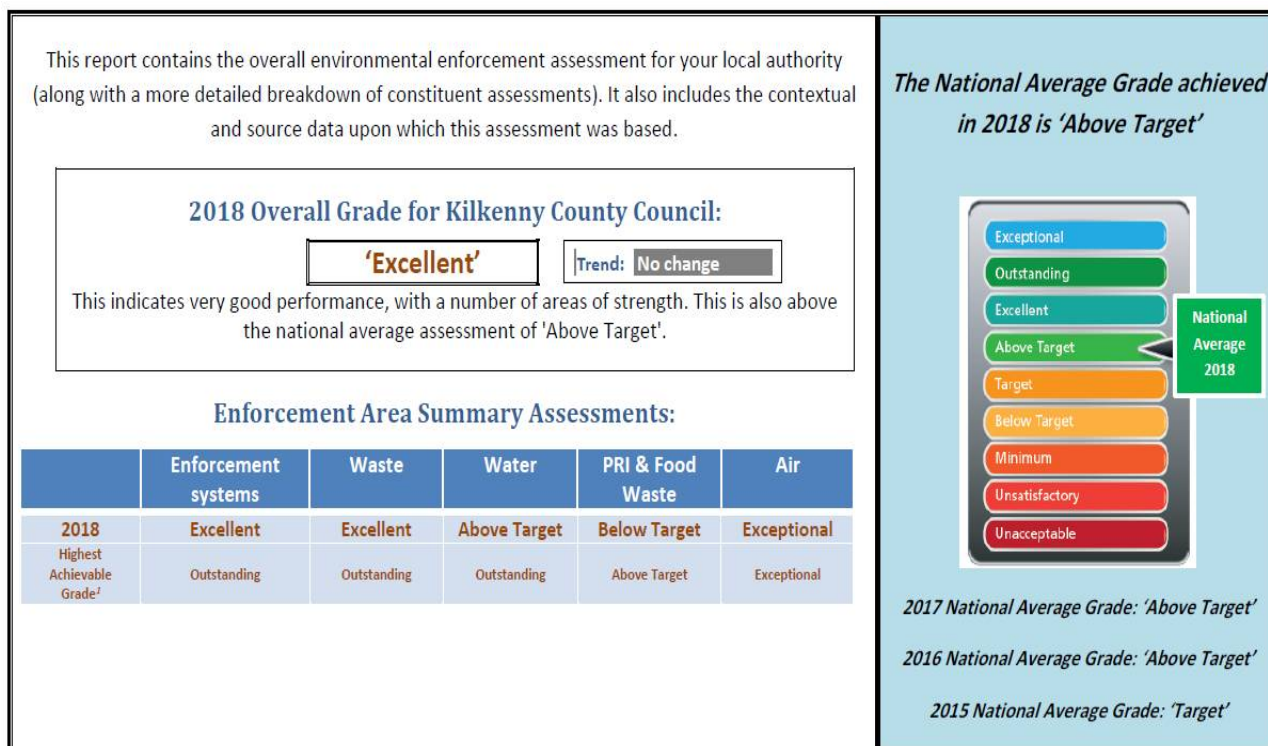 This report contains the overall environmental enforcement assessment for your local authority
(along with a more detailed breakdown of constituent assessments). It also includes the contextual
and source data upon which this assessment was based.
2018 Overall Grade for Kilkenny County Council:
‘Excellent’ Trend: No change
This indicates very good performance, with a number of areas of strength. This is also above
the national average assessment of 'Above Target'.
Enforcement Area Summary Assessments:
Enforcement systems Waste Water PRI & Food Waste Air
2018 Excellent Excellent Above Target Below Target Exceptional
Highest Achievable Grade¹ Outstanding Outstanding Outstanding Above Target Exceptional
The National Average Grade achieved
in 2018 is ‘Above Target’
Exceptional
Outstanding
Excellent
Above Target
Target
Below Target
Minimum
Unsatisfactory
Unacceptable
National
Average
2018
2017 National Average Grade: ‘Above Target’
2016 National Average Grade: ‘Above Target’
2015 National Average Grade: ‘Target’